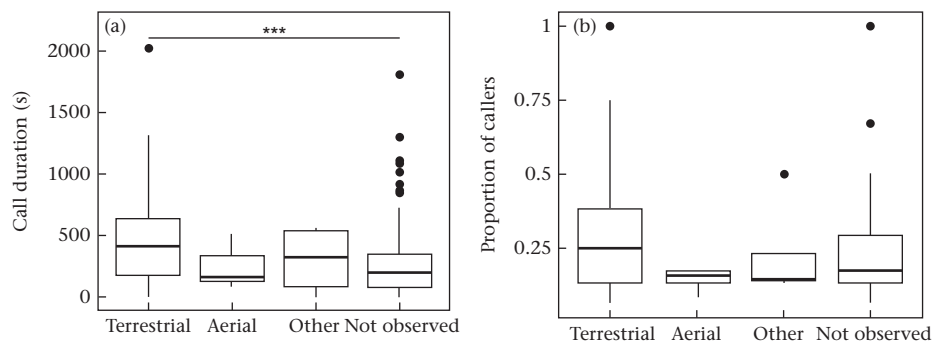 (a)
***
Call duration (s)
2000
1500
1000
500
0
Terrestrial Aerial Other Not observed
(b)
Proportion of callers
1
0.75
0.5
0.25
Terrestrial Aerial Other Not observed